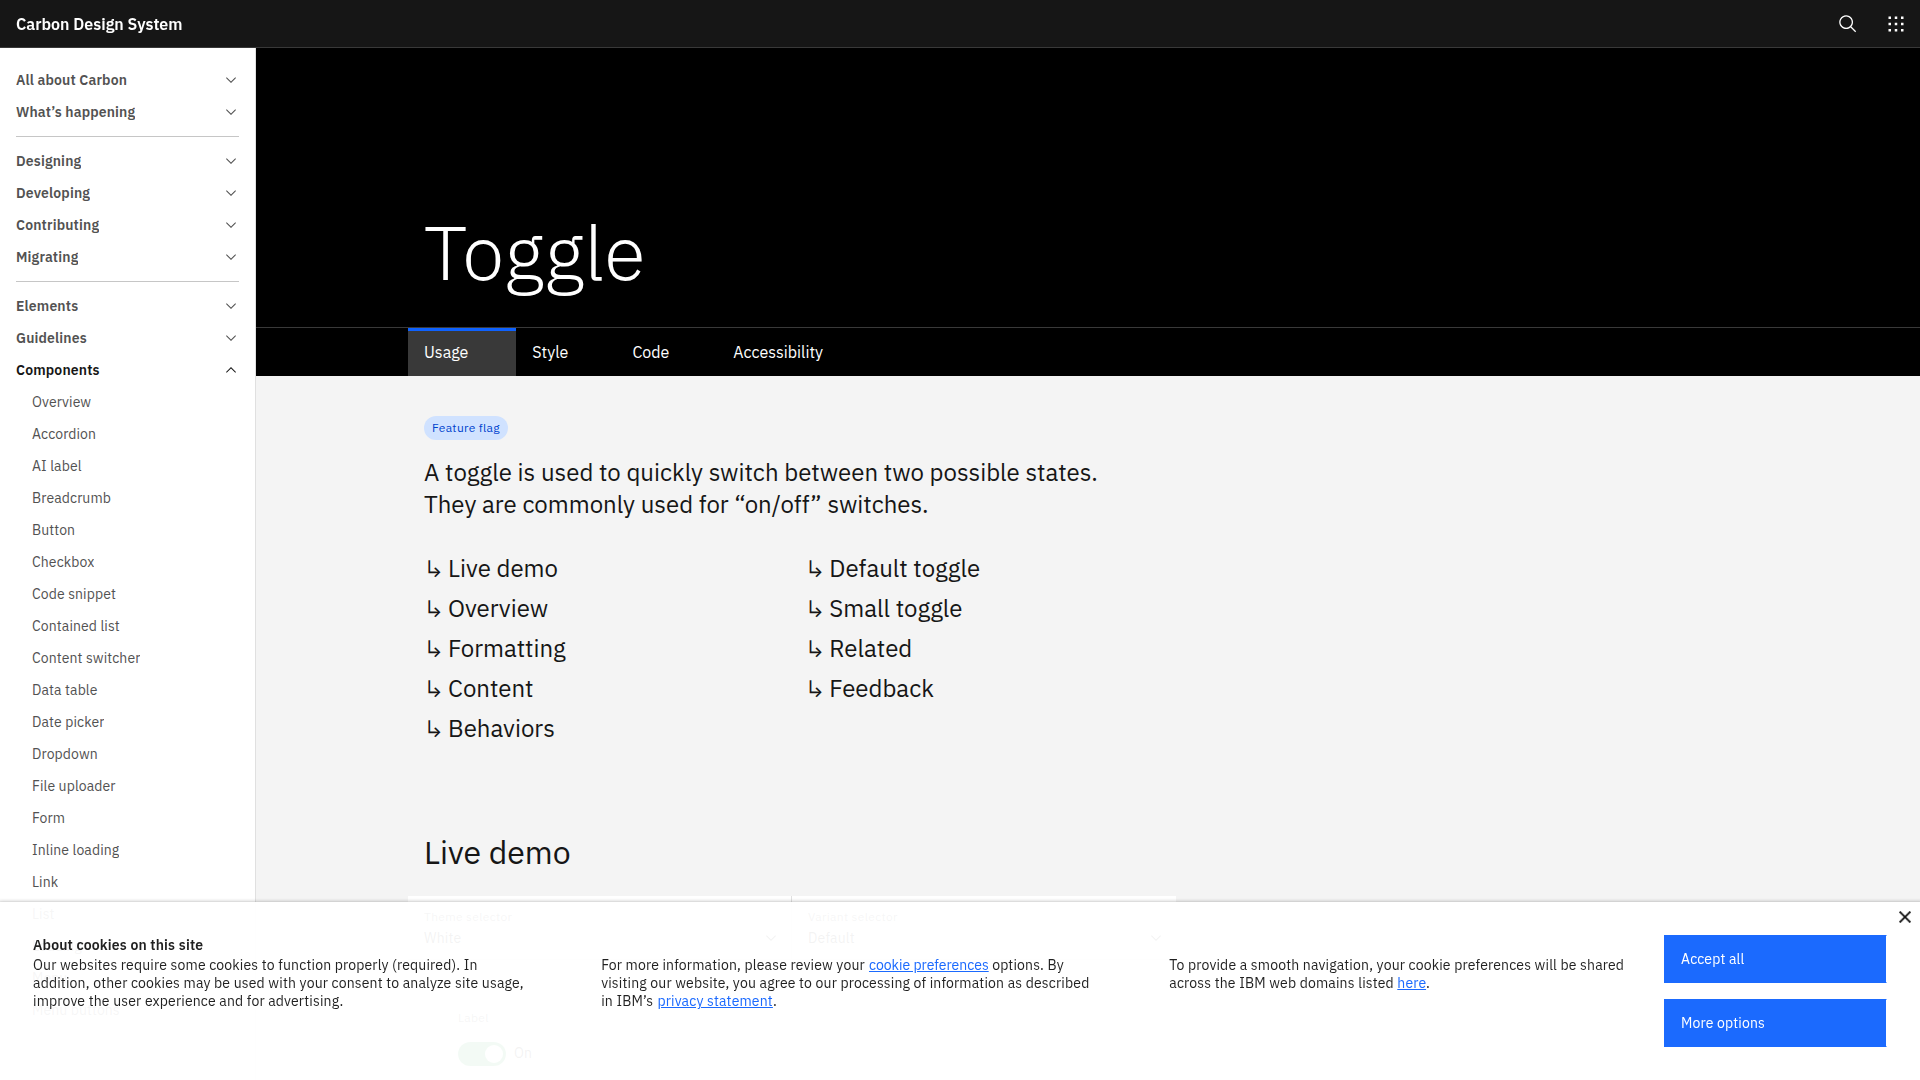 Carbon Design System
All about Carbon
What’s happening
Designing
Developing
Contributing
Migrating
Elements
Guidelines
Components
Overview
Accordion
AI label
Breadcrumb
Button
Checkbox
Code snippet
Contained list
Content switcher
Data table
Date picker
Dropdown
File uploader
Form
Inline loading
Link
List
Toggle
Usage
Style
Code
Accessibility
Feature flag
A toggle is used to quickly switch between two possible states.
They are commonly used for “on/off” switches.
↳ Live demo
↳ Overview
↳ Formatting
↳ Content
↳ Behaviors
↳ Default toggle
↳ Small toggle
↳ Related
↳ Feedback
Live demo
Theme selector
White
Variant selector
Default
Label
On
About cookies on this site
Our websites require some cookies to function properly (required). In
addition, other cookies may be used with your consent to analyze site usage,
improve the user experience and for advertising.
For more information, please review your cookie preferences options. By
visiting our website, you agree to our processing of information as described
in IBM’s privacy statement.
To provide a smooth navigation, your cookie preferences will be shared
across the IBM web domains listed here.
Accept all
More options